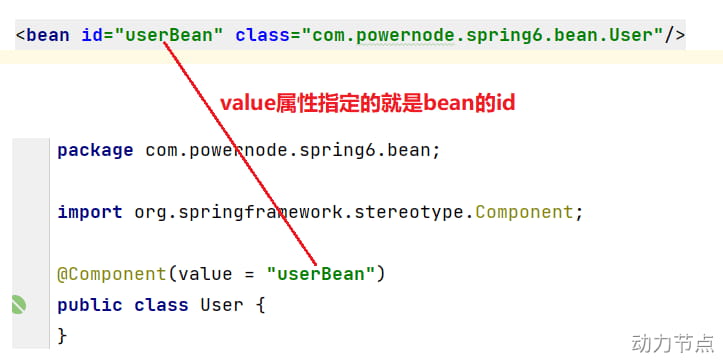 <bean id="userBean" class="com.powernode.spring6.bean.User"/>
value属性指定的就是bean的id
package com.powernode.spring6.bean;
import org.springframework.stereotype.Component;
@Component(value = "userBean")
public class User {
}
动力节点